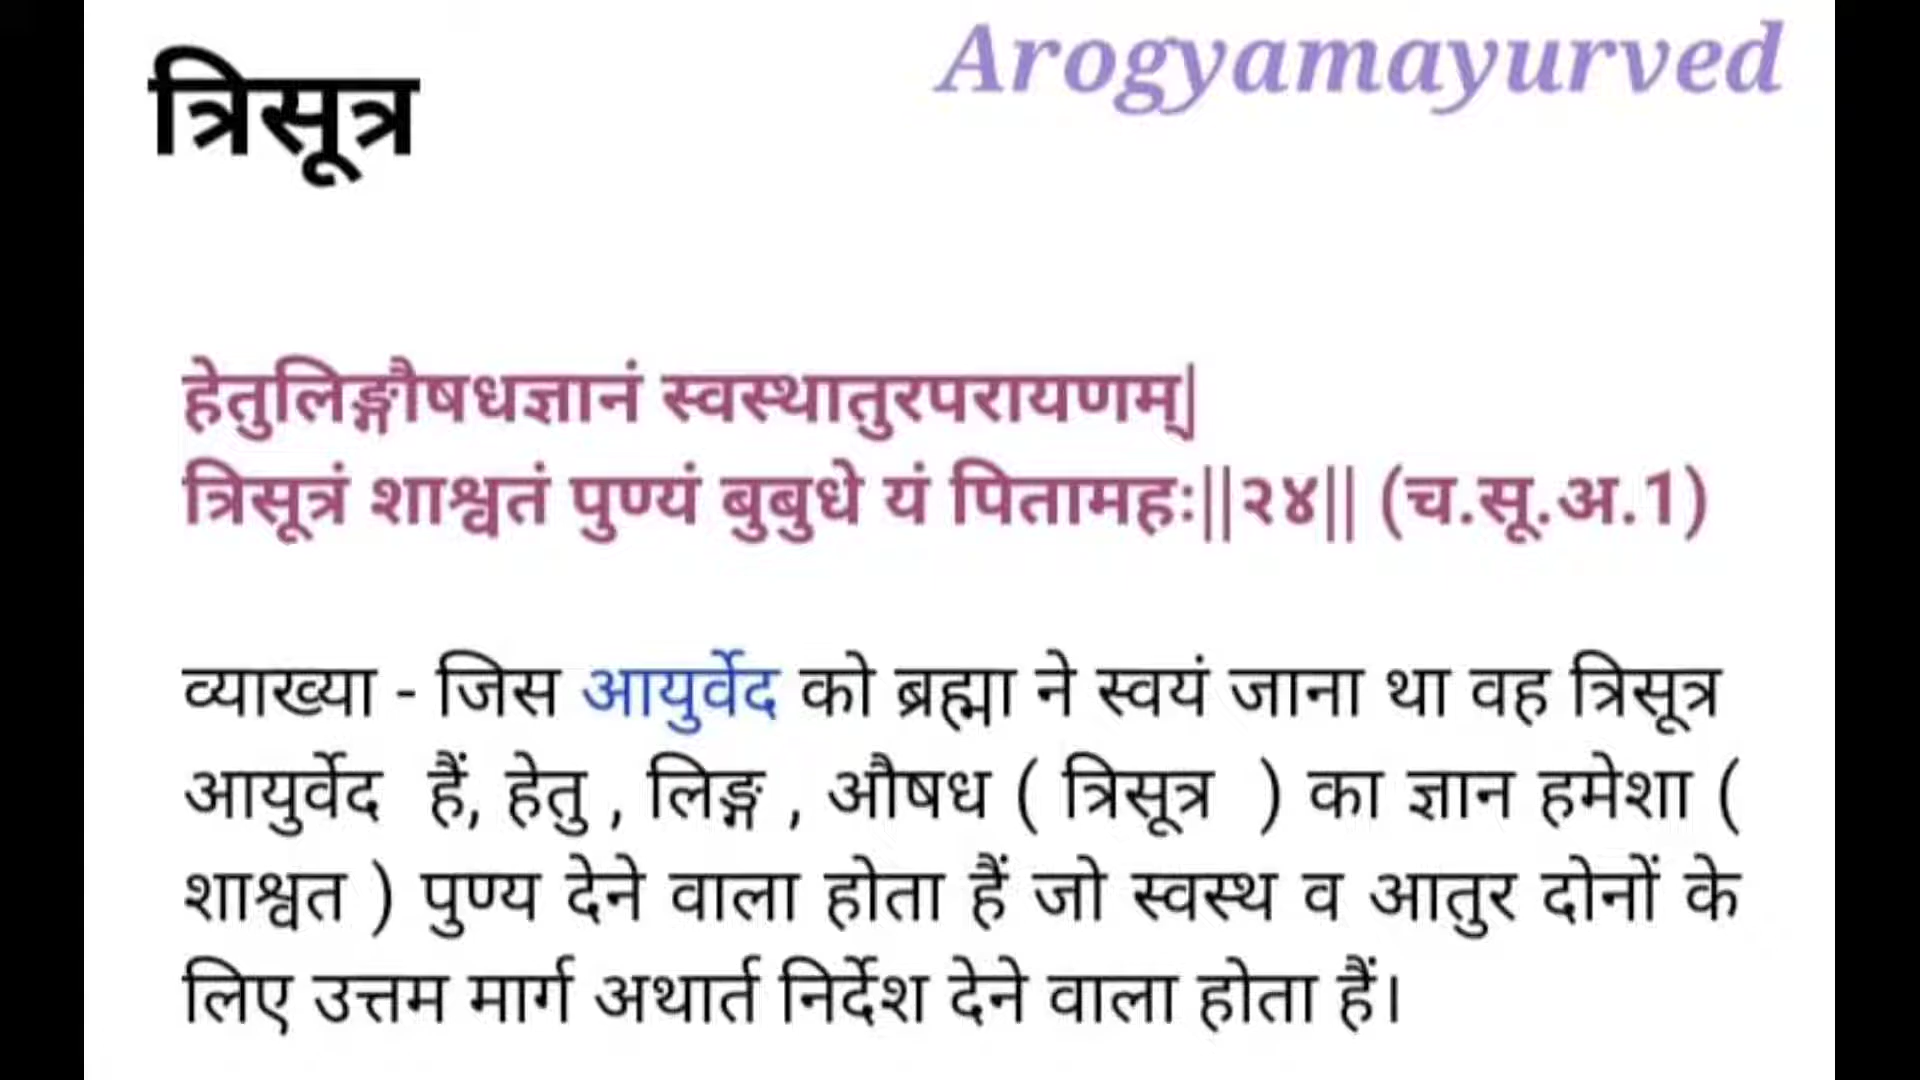 त्रिसूत्र
Arogyamayurved
हेतुलिङ्गौषधज्ञानं स्वस्थातुरपरायणम्|
त्रिसूत्रं शाश्वतं पुण्यं बुबुधे यं पितामहः||२४|| (च.सू.अ.1)
व्याख्या - जिस आयुर्वेद को ब्रह्मा ने स्वयं जाना था वह त्रिसूत्र
आयुर्वेद हैं, हेतु , लिङ्ग , औषध ( त्रिसूत्र ) का ज्ञान हमेशा (
शाश्वत ) पुण्य देने वाला होता हैं जो स्वस्थ व आतुर दोनों के
लिए उत्तम मार्ग अथार्त निर्देश देने वाला होता हैं।